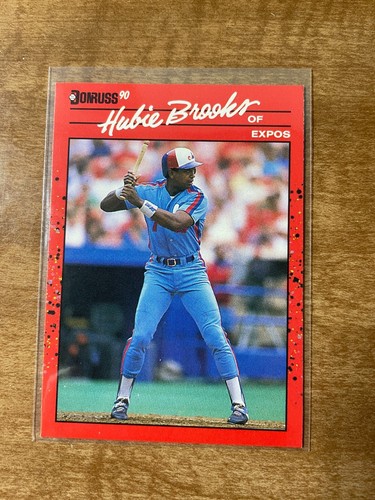 DONRUSS 90
Hubie Brooks
OF
EXPOS